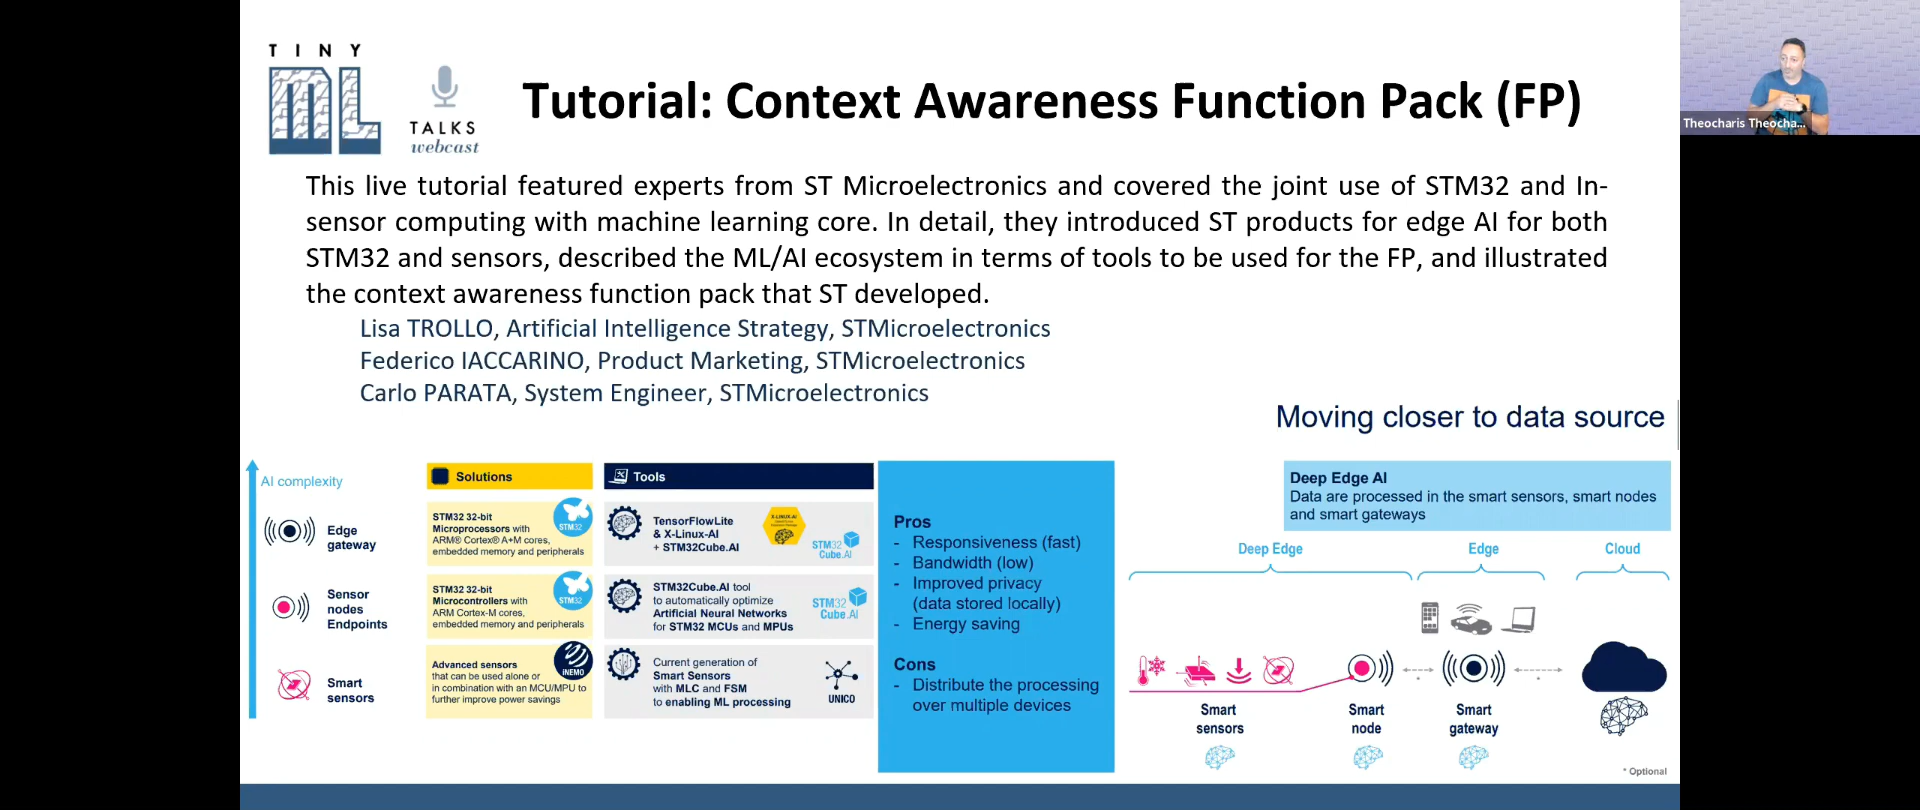 TINY
ML
TALKS
webcast
Tutorial: Context Awareness Function Pack (FP)
Theocharis Theocha...
This live tutorial featured experts from ST Microelectronics and covered the joint use of STM32 and In-
sensor computing with machine learning core. In detail, they introduced ST products for edge AI for both
STM32 and sensors, described the ML/AI ecosystem in terms of tools to be used for the FP, and illustrated
the context awareness function pack that ST developed.
Lisa TROLLO, Artificial Intelligence Strategy, STMicroelectronics
Federico IACCARINO, Product Marketing, STMicroelectronics
Carlo PARATA, System Engineer, STMicroelectronics
AI complexity
Edge
gateway
Sensor
nodes
Endpoints
Smart
sensors
Solutions
STM32 32-bit
Microprocessors with
ARM® Cortex® A+M cores,
embedded memory and peripherals
STM32
STM32 32-bit
Microcontrollers with
ARM Cortex-M cores,
embedded memory and peripherals
STM32
Advanced sensors
that can be used alone or
in combination with an MCU/MPU to
further improve power savings
iNEMO
Tools
TensorFlowLite
& X-Linux-AI
+ STM32Cube.AI
X-LINUX-AI
STM32
Cube.AI
STM32Cube.AI tool
to automatically optimize
Artificial Neural Networks
for STM32 MCUs and MPUs
STM32
Cube.AI
Current generation of
Smart Sensors
with MLC and FSM
to enabling ML processing
UNICO
Pros
- Responsiveness (fast)
- Bandwidth (low)
- Improved privacy
(data stored locally)
- Energy saving
Cons
- Distribute the processing
over multiple devices
Moving closer to data source
Deep Edge AI
Data are processed in the smart sensors, smart nodes
and smart gateways
Deep Edge
Edge
Cloud
Smart
sensors
Smart
node
Smart
gateway
* Optional